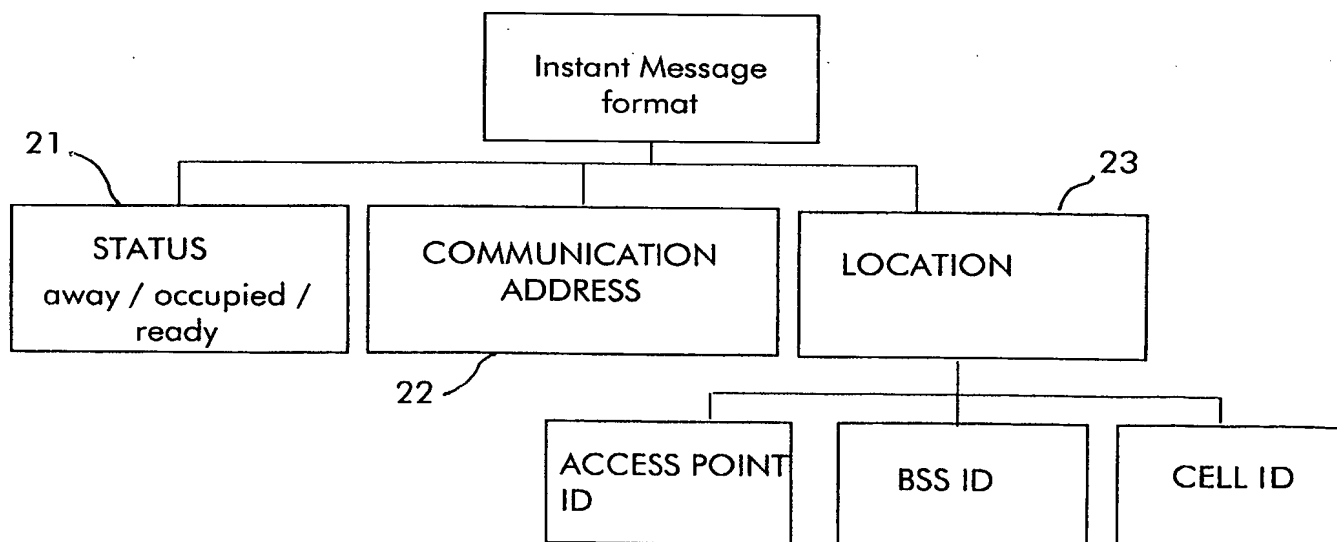 Instant Message
format
21
23
STATUS
away / occupied /
ready
COMMUNICATION
ADDRESS
LOCATION
22
ACCESS POINT
ID
BSS ID
CELL ID